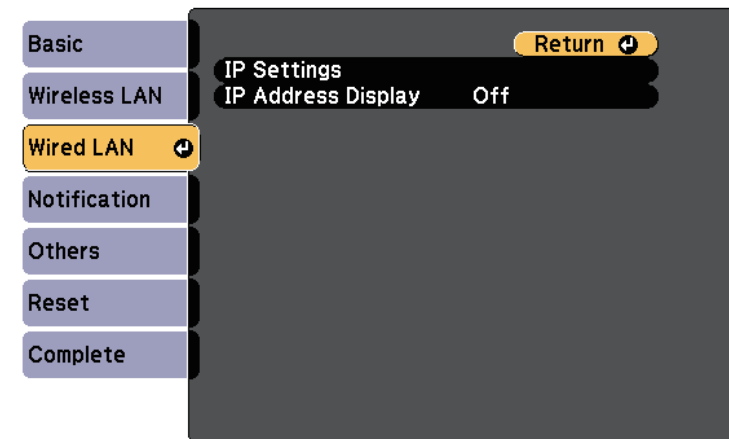 Basic
Wireless LAN
Wired LAN
Notification
Others
Reset
Complete
Return
IP Settings
IP Address Display Off